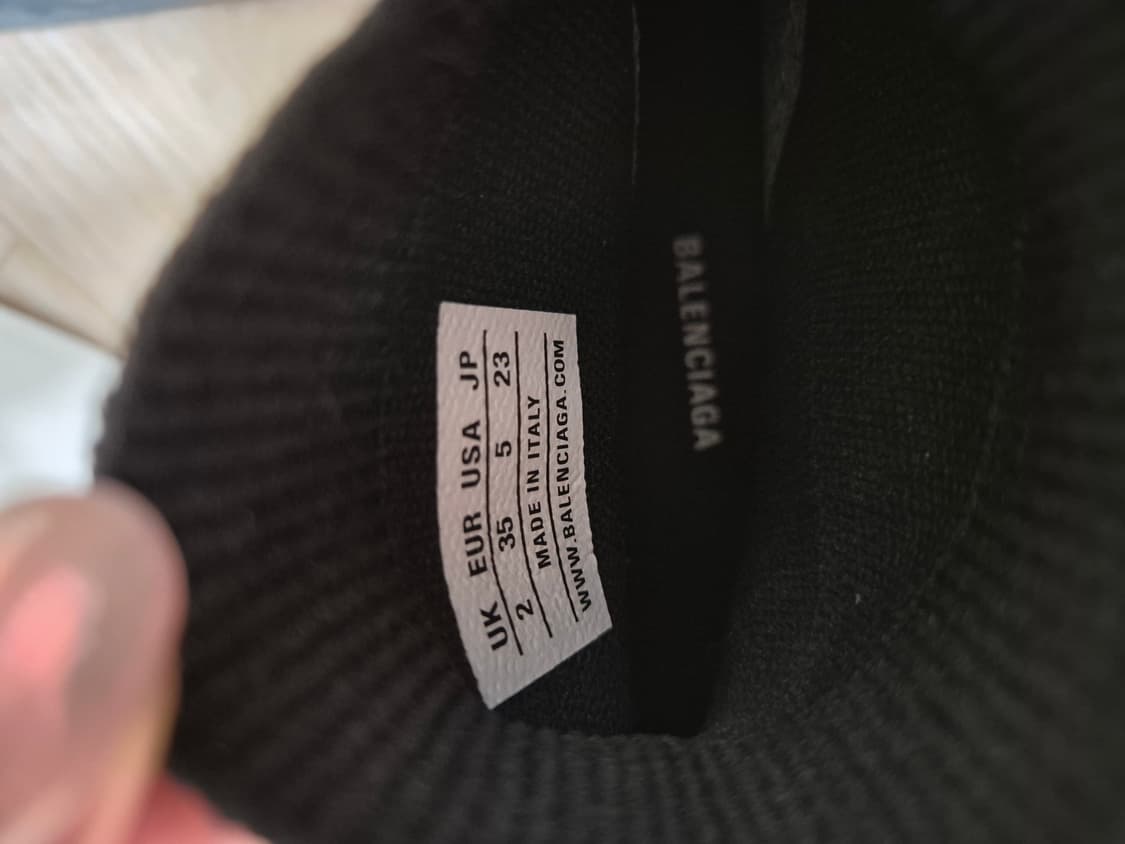 UK EUR USA JP
2 35 5 23
MADE IN ITALY
WWW.BALENCIAGA.COM
BALENCIAGA